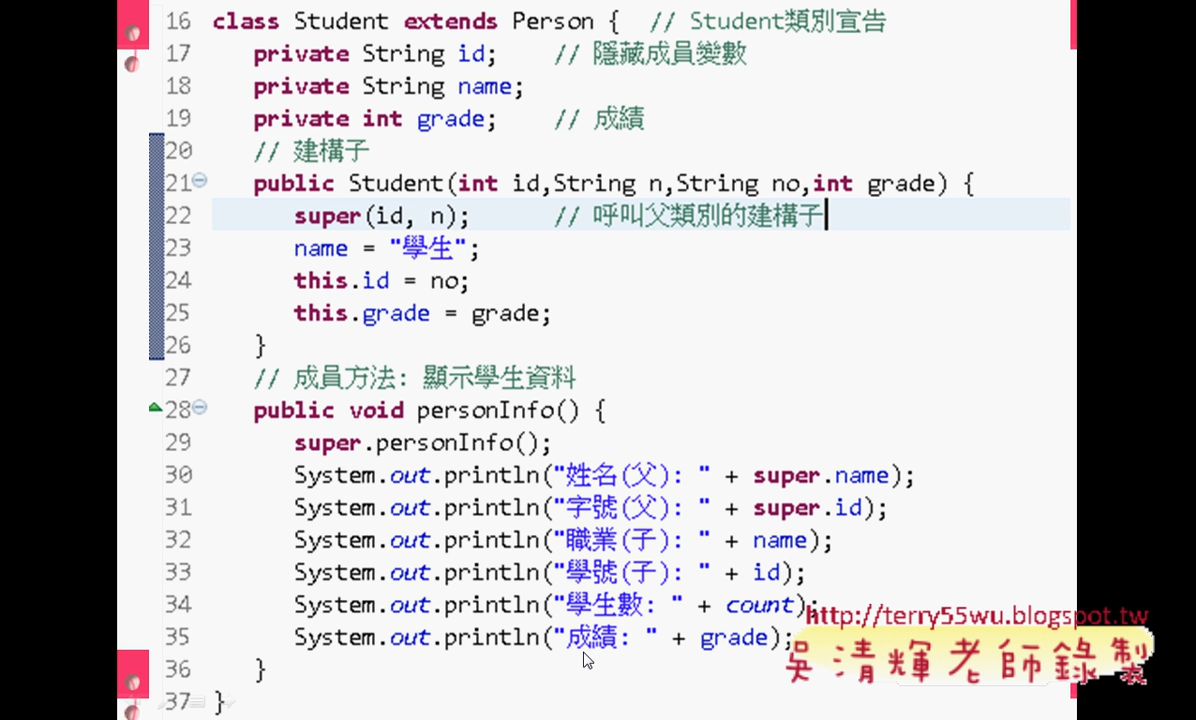 16 class Student extends Person {  // Student類別宣告
17    private String id;    // 隱藏成員變數
18    private String name;
19    private int grade;    // 成績
20    // 建構子
21    public Student(int id,String n,String no,int grade) {
22       super(id, n);      // 呼叫父類別的建構子
23       name = "學生";
24       this.id = no;
25       this.grade = grade;
26    }
27    // 成員方法: 顯示學生資料
28    public void personInfo() {
29       super.personInfo();
30       System.out.println("姓名(父): " + super.name);
31       System.out.println("字號(父): " + super.id);
32       System.out.println("職業(子): " + name);
33       System.out.println("學號(子): " + id);
34       System.out.println("學生數: " + count);
http://terry55wu.blogspot.tw
35       System.out.println("成績: " + grade);
吳清輝老師錄製
36    }
37 }